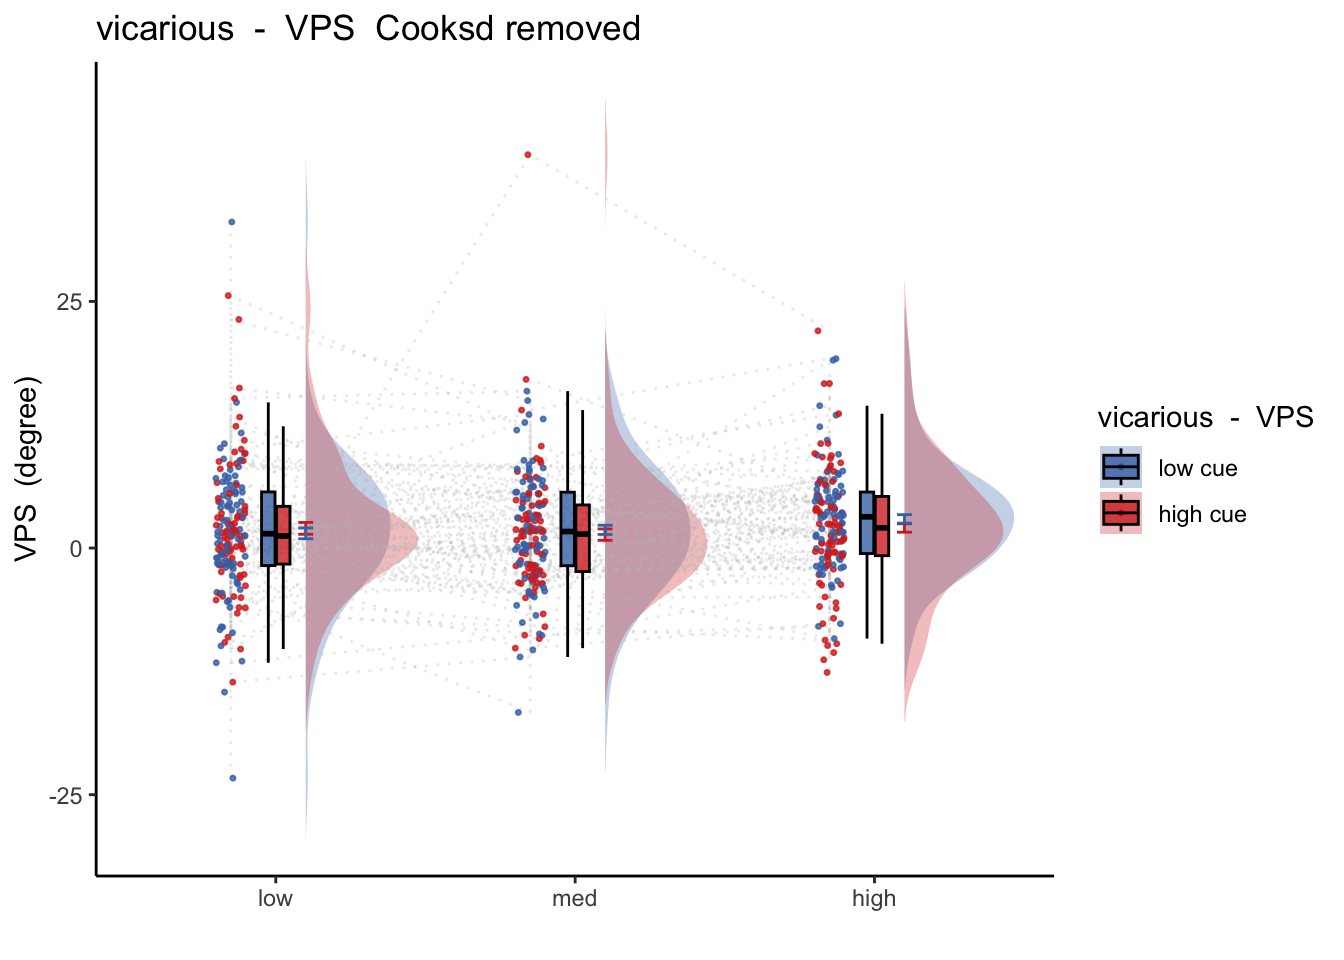 vicarious - VPS Cooksd removed
VPS (degree)
25
0
-25
low
med
high
vicarious - VPS
low cue
high cue